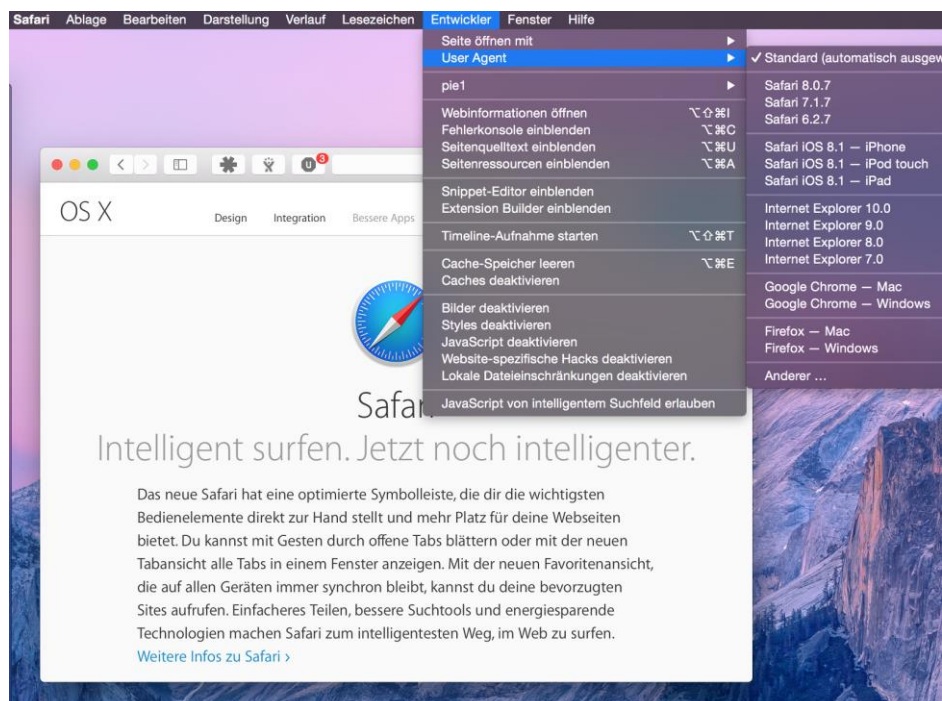 Safari Ablage Bearbeiten Darstellung Verlauf Lesezeichen Entwickler Fenster Hilfe
Seite öffnen mit
User Agent
pie1
Webinformationen öffnen ⌥⇧⌘I
Fehlerkonsole einblenden ⌥⌘C
Seitenquelltext einblenden ⌥⌘U
Seitenressourcen einblenden ⌥⌘A
Snippet-Editor einblenden
Extension Builder einblenden
Timeline-Aufnahme starten ⌥⇧⌘T
Cache-Speicher leeren ⌥⌘E
Caches deaktivieren
Bilder deaktivieren
Styles deaktivieren
JavaScript deaktivieren
Website-spezifische Hacks deaktivieren
Lokale Dateieinschränkungen deaktivieren
JavaScript von intelligentem Suchfeld erlauben
✓ Standard (automatisch ausgew
Safari 8.0.7
Safari 7.1.7
Safari 6.2.7
Safari iOS 8.1 — iPhone
Safari iOS 8.1 — iPod touch
Safari iOS 8.1 — iPad
Internet Explorer 10.0
Internet Explorer 9.0
Internet Explorer 8.0
Internet Explorer 7.0
Google Chrome — Mac
Google Chrome — Windows
Firefox — Mac
Firefox — Windows
Anderer ...
3
OS X
Design Integration Bessere Apps
Safari
Intelligent surfen. Jetzt noch intelligenter.
Das neue Safari hat eine optimierte Symbolleiste, die dir die wichtigsten
Bedienelemente direkt zur Hand stellt und mehr Platz für deine Webseiten
bietet. Du kannst mit Gesten durch offene Tabs blättern oder mit der neuen
Tabansicht alle Tabs in einem Fenster anzeigen. Mit der neuen Favoritenansicht,
die auf allen Geräten immer synchron bleibt, kannst du deine bevorzugten
Sites aufrufen. Einfacheres Teilen, bessere Suchtools und energiesparende
Technologien machen Safari zum intelligentesten Weg, im Web zu surfen.
Weitere Infos zu Safari ›